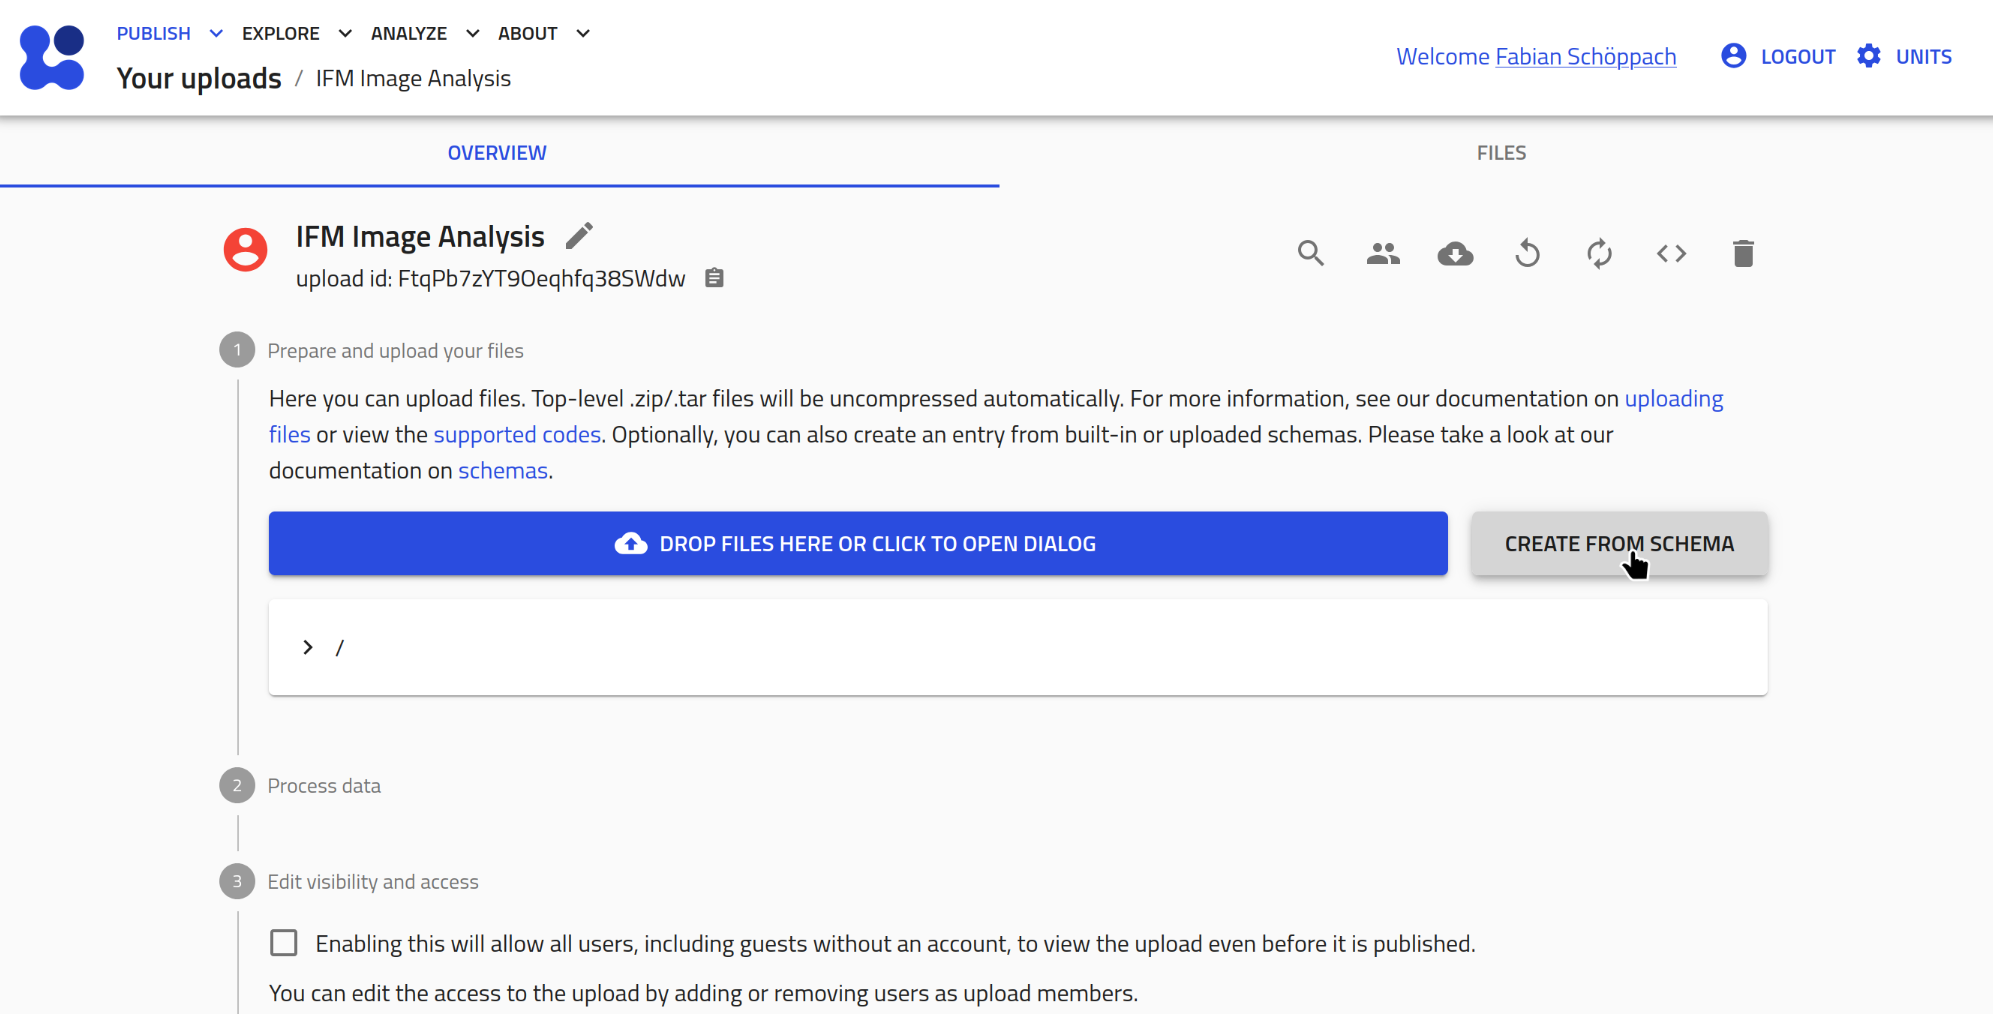 PUBLISH EXPLORE ANALYZE ABOUT
Your uploads / IFM Image Analysis
Welcome Fabian Schöppach LOGOUT UNITS
OVERVIEW FILES
IFM Image Analysis
upload id: FtqPb7zYT9Oeqhfq38SWdw
1 Prepare and upload your files
Here you can upload files. Top-level .zip/.tar files will be uncompressed automatically. For more information, see our documentation on uploading
files or view the supported codes. Optionally, you can also create an entry from built-in or uploaded schemas. Please take a look at our
documentation on schemas.
DROP FILES HERE OR CLICK TO OPEN DIALOG CREATE FROM SCHEMA
/
2 Process data
3 Edit visibility and access
Enabling this will allow all users, including guests without an account, to view the upload even before it is published.
You can edit the access to the upload by adding or removing users as upload members.